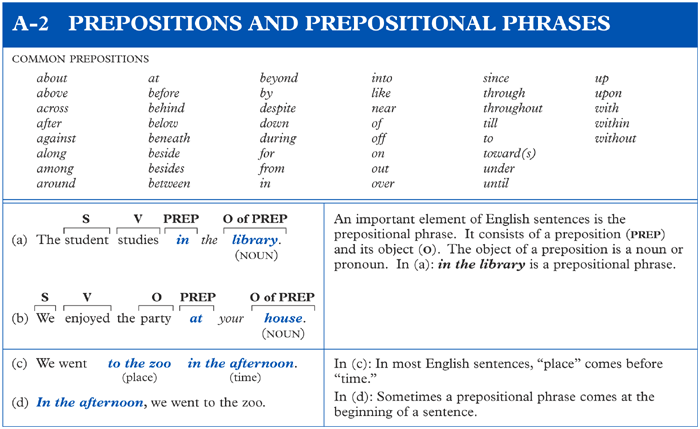 A-2 PREPOSITIONS AND PREPOSITIONAL PHRASES
COMMON PREPOSITIONS
about at beyond into since up
above before by like through upon
across behind despite near throughout with
after below down of till within
against beneath during off to without
along beside for on toward(s)
among besides from out under
around between in over until
S V PREP O of PREP
(a) The student studies in the library.
(NOUN)
S V O PREP O of PREP
(b) We enjoyed the party at your house.
(NOUN)
An important element of English sentences is the
prepositional phrase. It consists of a preposition (PREP)
and its object (O). The object of a preposition is a noun or
pronoun. In (a): in the library is a prepositional phrase.
(c) We went to the zoo in the afternoon.
(place) (time)
(d) In the afternoon, we went to the zoo.
In (c): In most English sentences, “place” comes before
“time.”
In (d): Sometimes a prepositional phrase comes at the
beginning of a sentence.